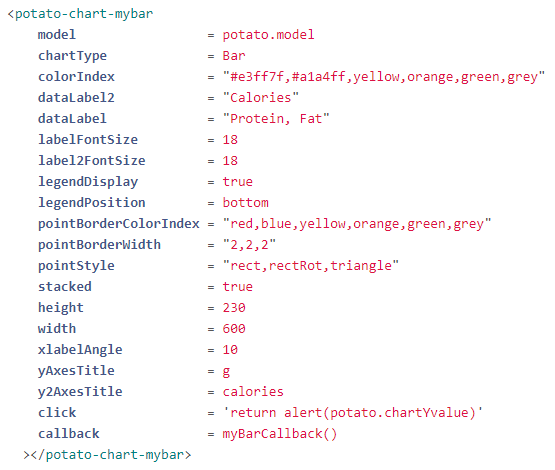 <potato-chart-mybar
model = potato.model
chartType = Bar
colorIndex = "#e3ff7f,#a1a4ff,yellow,orange,green,grey"
dataLabel2 = "Calories"
dataLabel = "Protein, Fat"
labelFontSize = 18
label2FontSize = 18
legendDisplay = true
legendPosition = bottom
pointBorderColorIndex = "red,blue,yellow,orange,green,grey"
pointBorderWidth = "2,2,2"
pointStyle = "rect,rectRot,triangle"
stacked = true
height = 230
width = 600
xlabelAngle = 10
yAxesTitle = g
y2AxesTitle = calories
click = 'return alert(potato.chartYvalue)'
callback = myBarCallback()
></potato-chart-mybar>